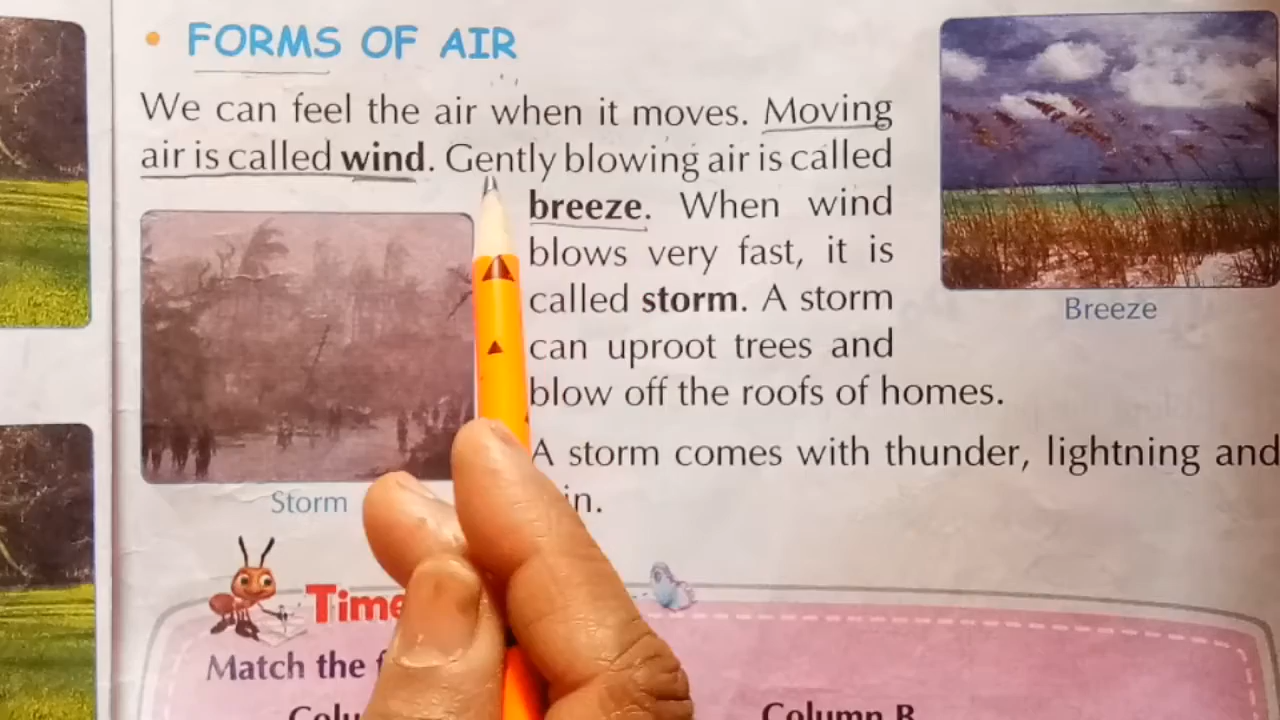 FORMS OF AIR
We can feel the air when it moves. Moving
air is called wind. Gently blowing air is called
breeze. When wind
blows very fast, it is
called storm. A storm
can uproot trees and
blow off the roofs of homes.
A storm comes with thunder, lightning and
in.
Breeze
Storm
Time
Match the
Column B